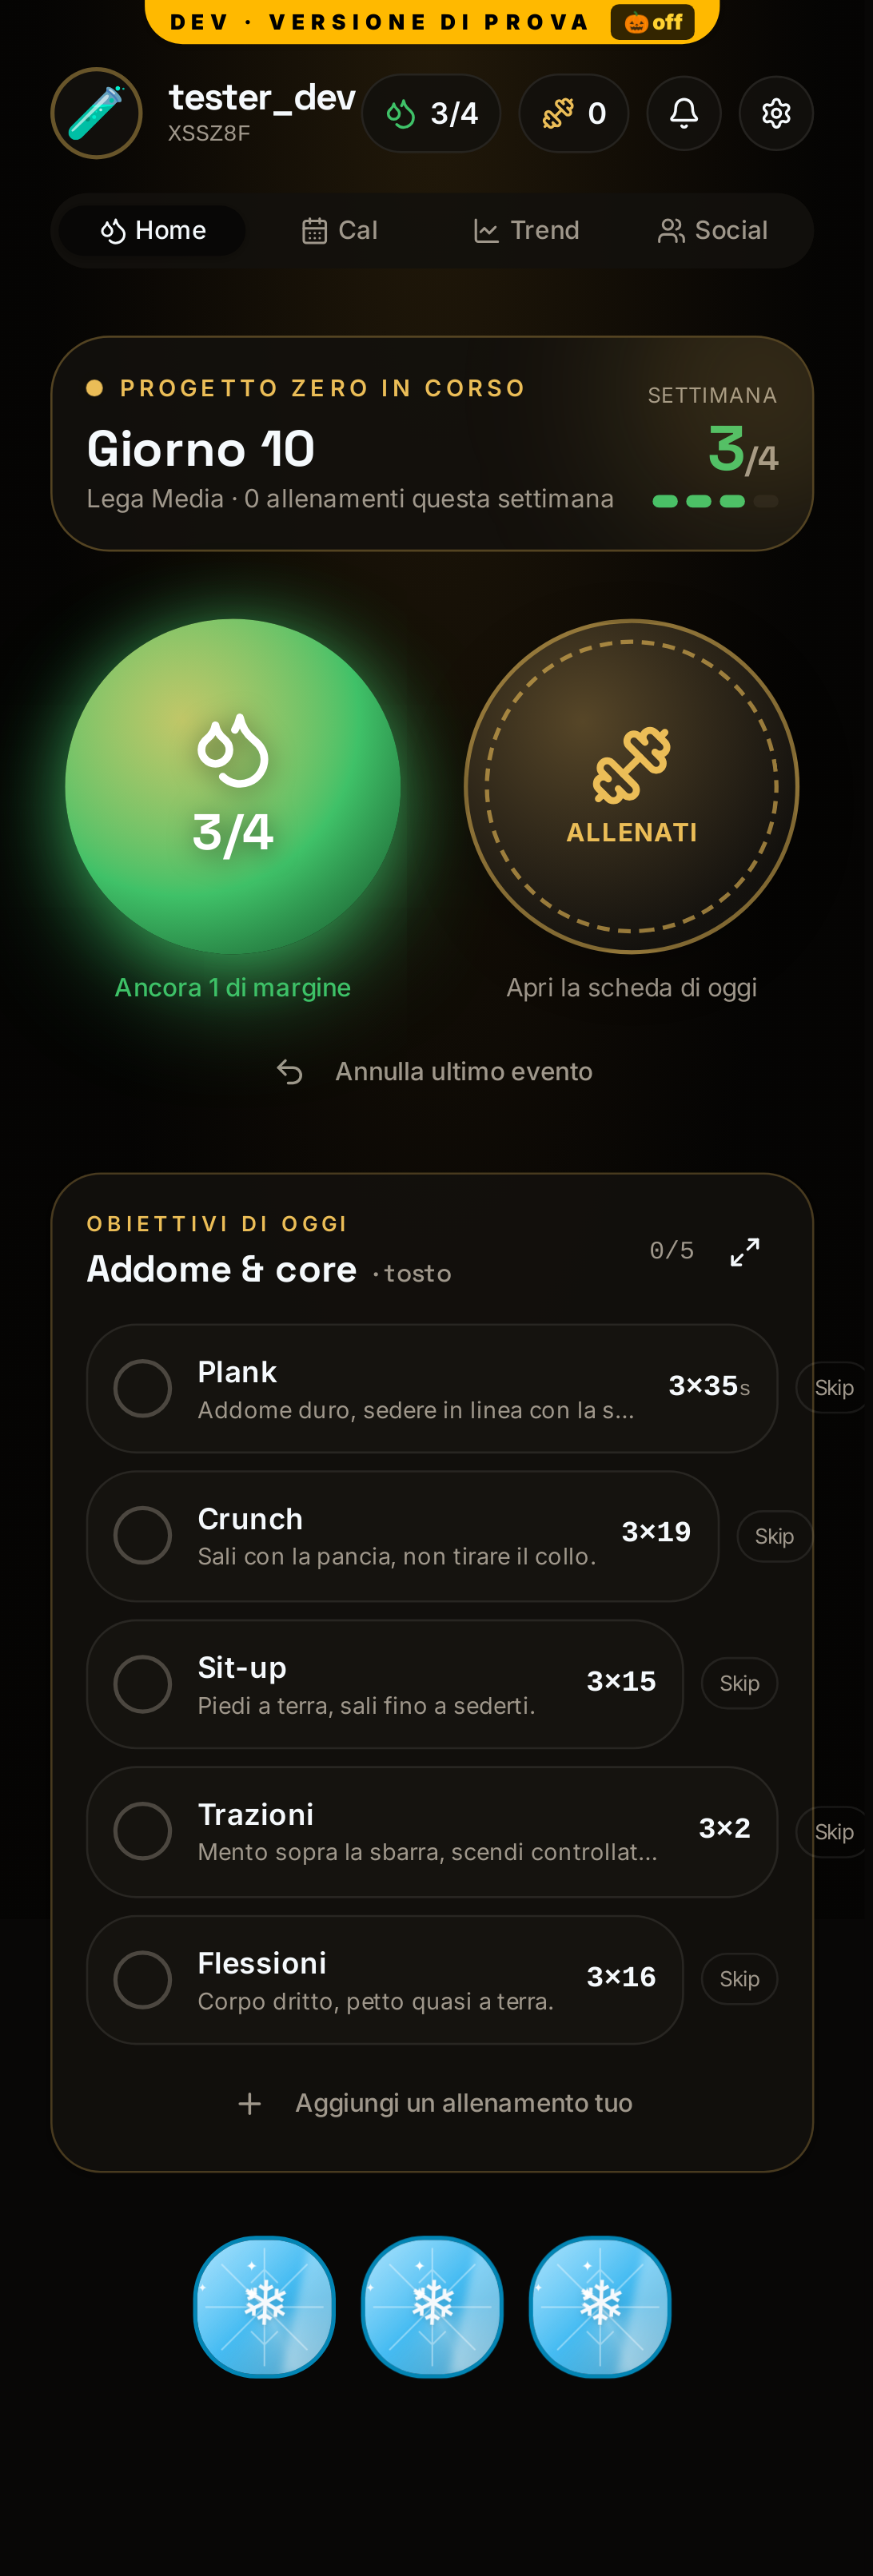 DEV · VERSIONE DI PROVA 🎃off
tester_dev
XSSZ8F
3/4
0
Home
Cal
Trend
Social
PROGETTO ZERO IN CORSO
Giorno 10
Lega Media · 0 allenamenti questa settimana
SETTIMANA
3/4
3/4
ALLENATI
Ancora 1 di margine
Apri la scheda di oggi
Annulla ultimo evento
OBIETTIVI DI OGGI
Addome & core · tosto
0/5
Plank
Addome duro, sedere in linea con la s...
3×35s
Skip
Crunch
Sali con la pancia, non tirare il collo.
3×19
Skip
Sit-up
Piedi a terra, sali fino a sederti.
3×15
Skip
Trazioni
Mento sopra la sbarra, scendi controllat...
3×2
Skip
Flessioni
Corpo dritto, petto quasi a terra.
3×16
Skip
Aggiungi un allenamento tuo